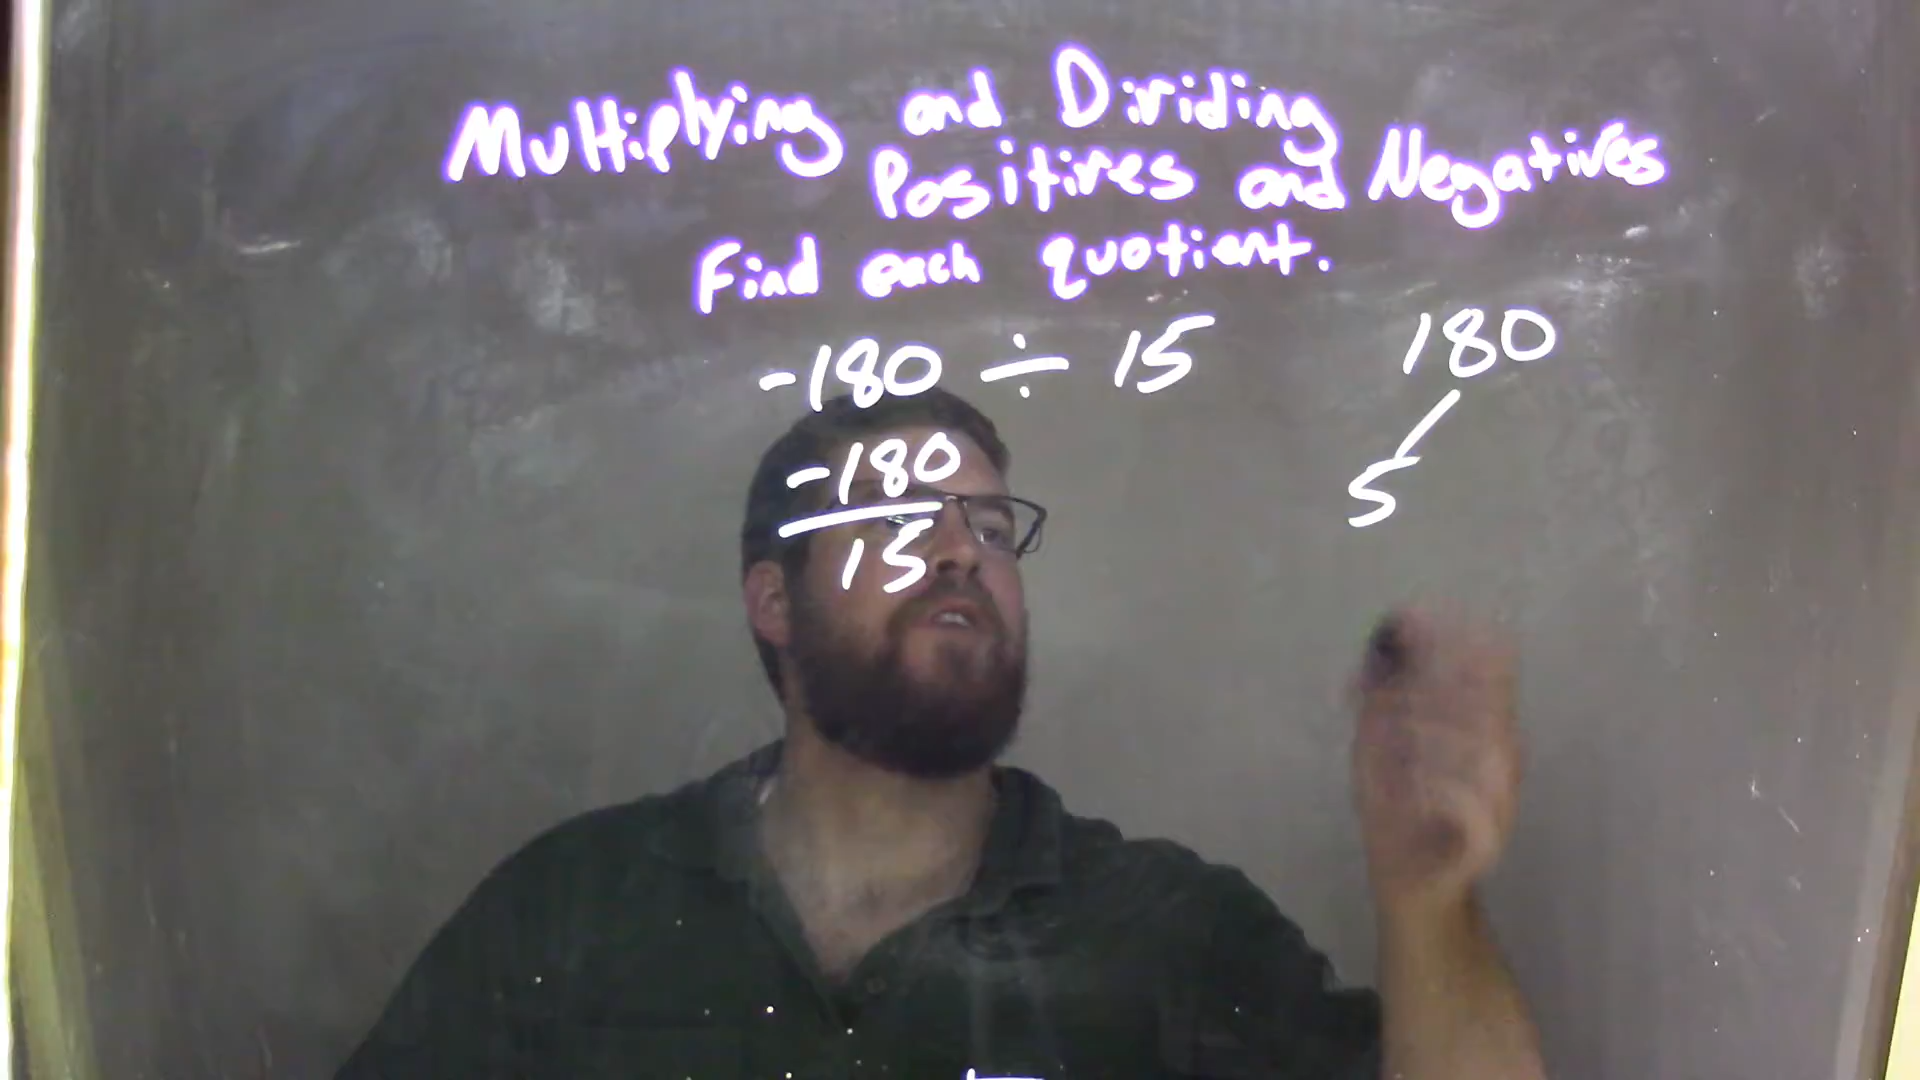 Multiplying and Dividing
Positives and Negatives
Find each quotient.
-180 ÷ 15
180
-180
15
5